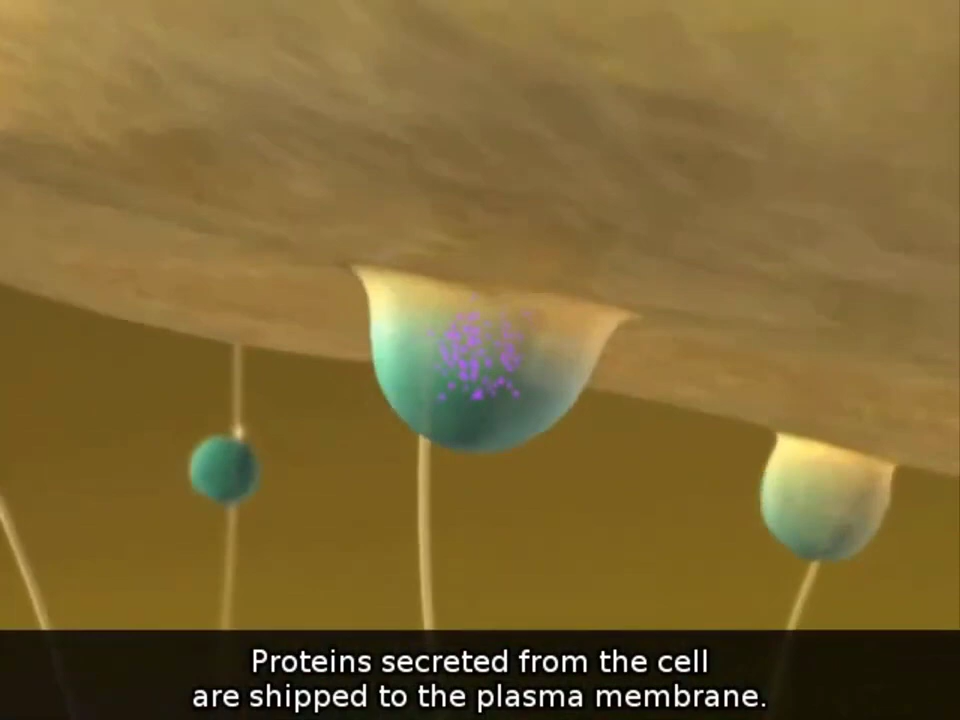 Proteins secreted from the cell
are shipped to the plasma membrane.